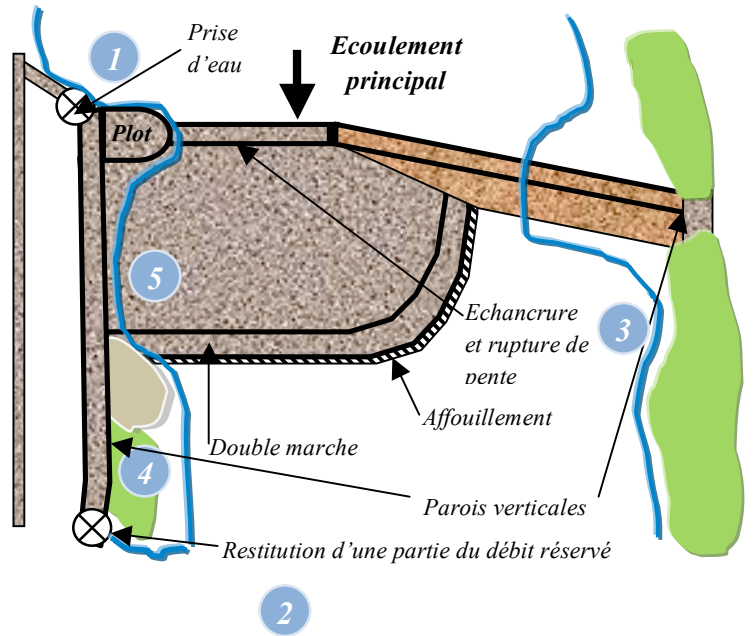 1
Prise
d'eau
Ecoulement
principal
Plot
5
3
Echancrure
et rupture de
pente
Affouillement
Double marche
4
Parois verticales
Restitution d'une partie du débit réservé
2